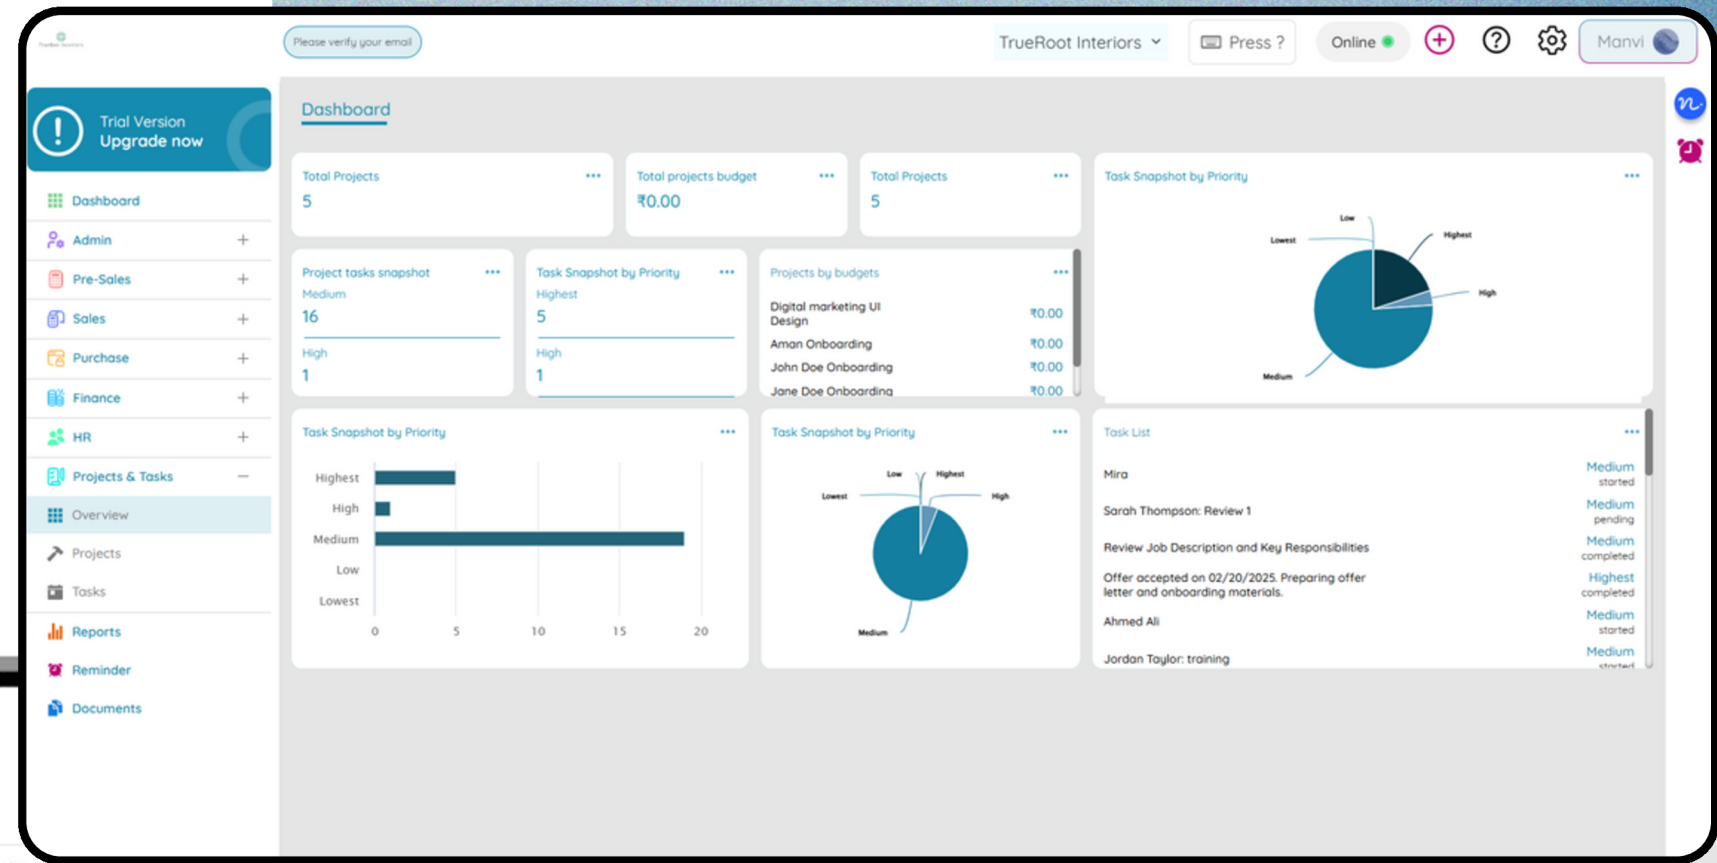 Please verify your email
TrueRoot Interiors
Press ?
Online
Manvi
Trial Version
Upgrade now
Dashboard
Admin
Pre-Sales
Sales
Purchase
Finance
HR
Projects & Tasks
Overview
Projects
Tasks
Reports
Reminder
Documents
Dashboard
Total Projects
5
Total projects budget
₹0.00
Total Projects
5
Task Snapshot by Priority
Low
Lowest
Highest
High
Medium
Project tasks snapshot
Medium
16
High
1
Task Snapshot by Priority
Highest
5
High
1
Projects by budgets
Digital marketing UI
Design
₹0.00
Aman Onboarding ₹0.00
John Doe Onboarding ₹0.00
Jane Doe Onboarding ₹0.00
Task Snapshot by Priority
Highest
High
Medium
Low
Lowest
0 5 10 15 20
Task Snapshot by Priority
Low Highest
Lowest High
Medium
Task List
Mira
Medium
started
Sarah Thompson: Review 1
Medium
pending
Review Job Description and Key Responsibilities
Medium
completed
Offer accepted on 02/20/2025. Preparing offer
letter and onboarding materials.
Highest
completed
Ahmed Ali
Medium
started
Jordan Taylor: training
Medium
started